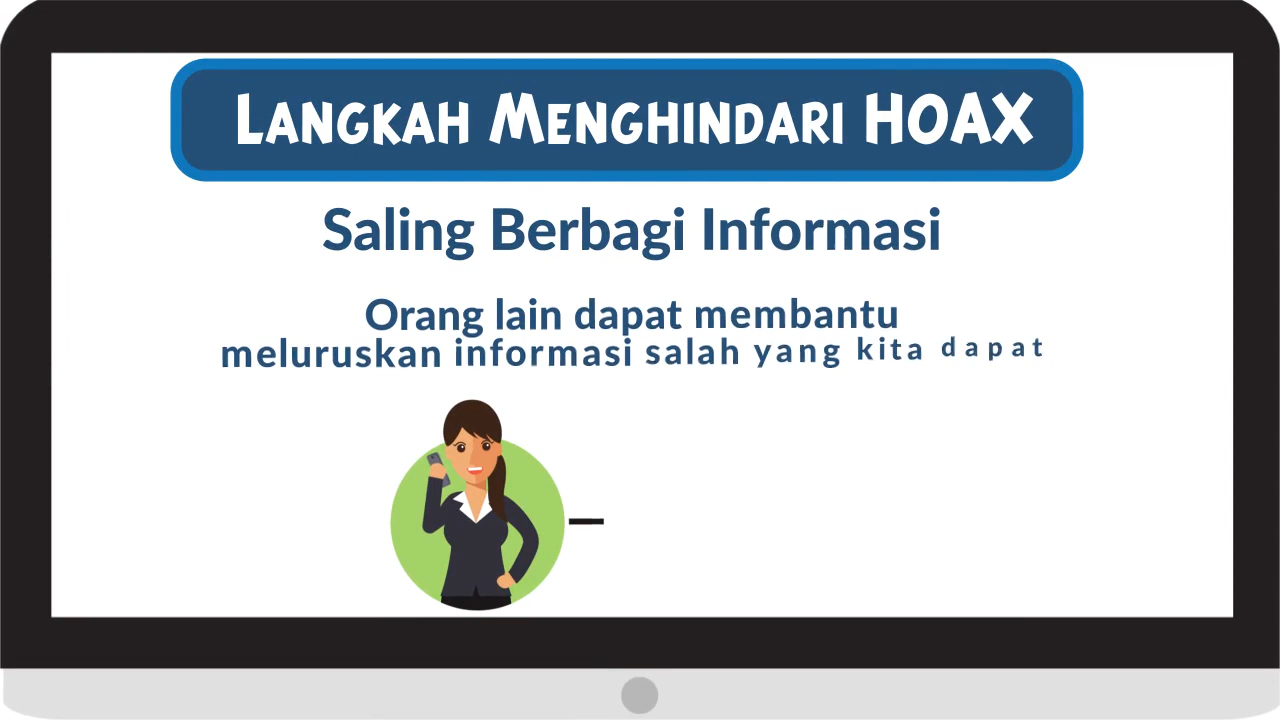 Langkah Menghindari HOAX
Saling Berbagi Informasi
Orang lain dapat membantu
meluruskan informasi salah yang kita dapat